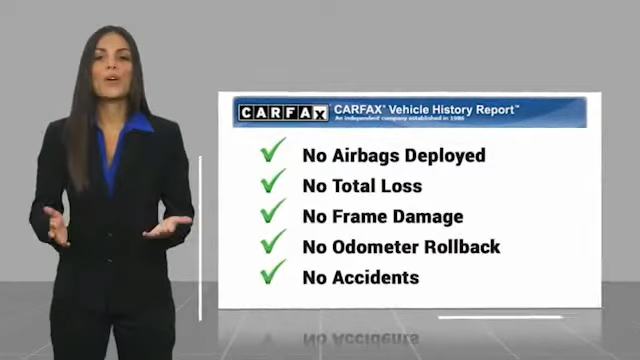 CARFAX CARFAX® Vehicle History Report™
An independent company established in 1986
No Airbags Deployed
No Total Loss
No Frame Damage
No Odometer Rollback
No Accidents